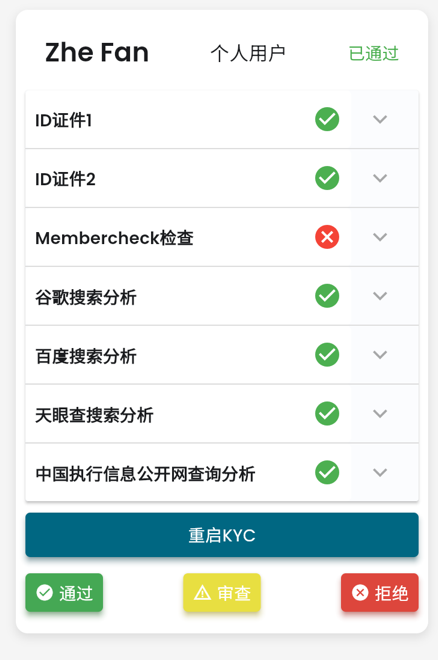 Zhe Fan 个人用户 已通过
ID证件1
ID证件2
Membercheck检查
谷歌搜索分析
百度搜索分析
天眼查搜索分析
中国执行信息公开网查询分析
重启KYC
通过 审查 拒绝